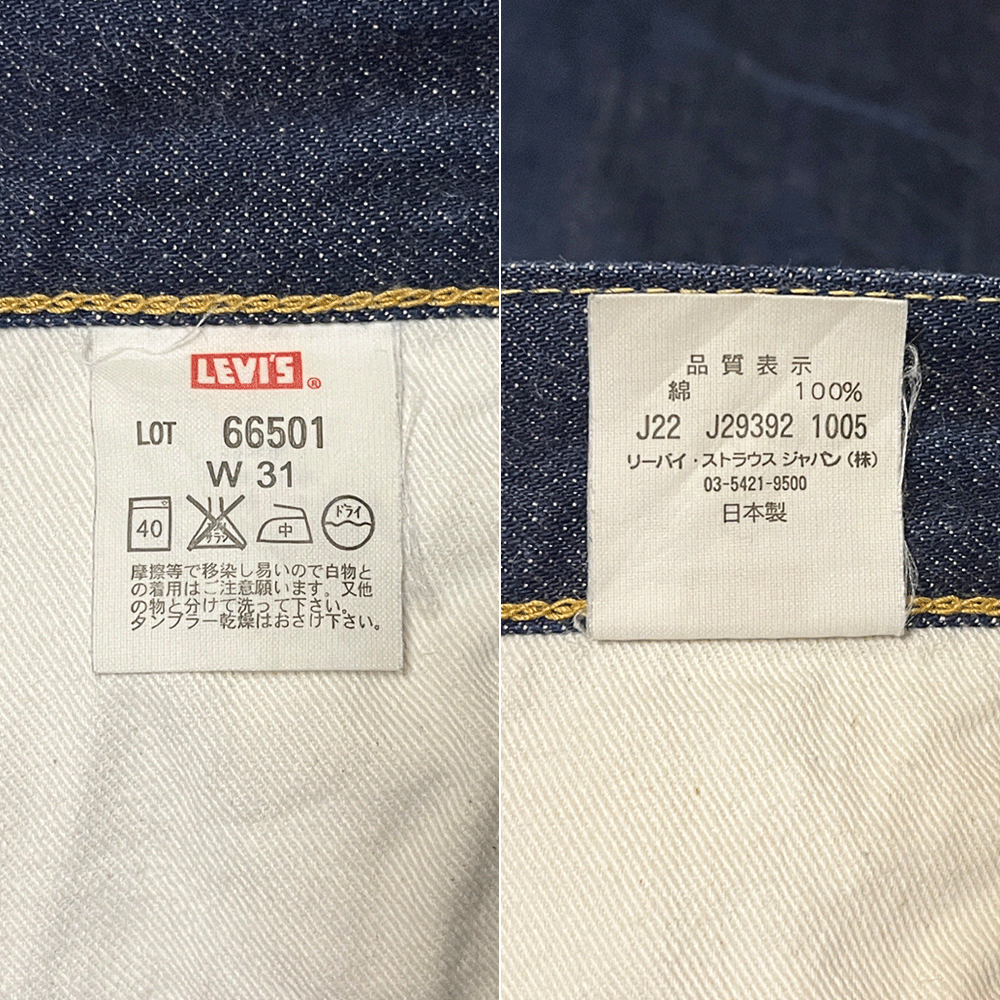 LEVI'S ®
LOT 66501
W 31
40
中
ドライ
摩擦等で移染し易いので白物と
の着用はご注意願います。又他
の物と分けて洗って下さい。
タンブラー乾燥はおさけ下さい。
品質表示
綿 100%
J22 J29392 1005
リーバイ・ストラウス ジャパン(株)
03-5421-9500
日本製